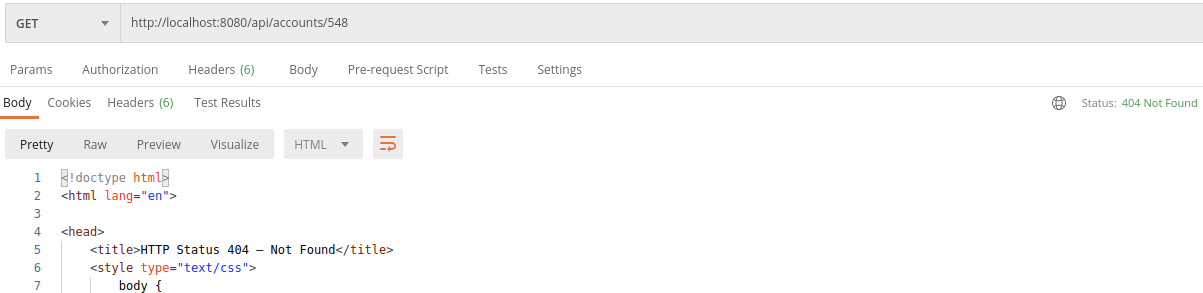 GET http://localhost:8080/api/accounts/548
Params Authorization Headers (6) Body Pre-request Script Tests Settings
Body Cookies Headers (6) Test Results Status: 404 Not Found
Pretty Raw Preview Visualize HTML
1 <!doctype html>
2 <html lang="en">
3
4 <head>
5 <title>HTTP Status 404 – Not Found</title>
6 <style type="text/css">
7 body {